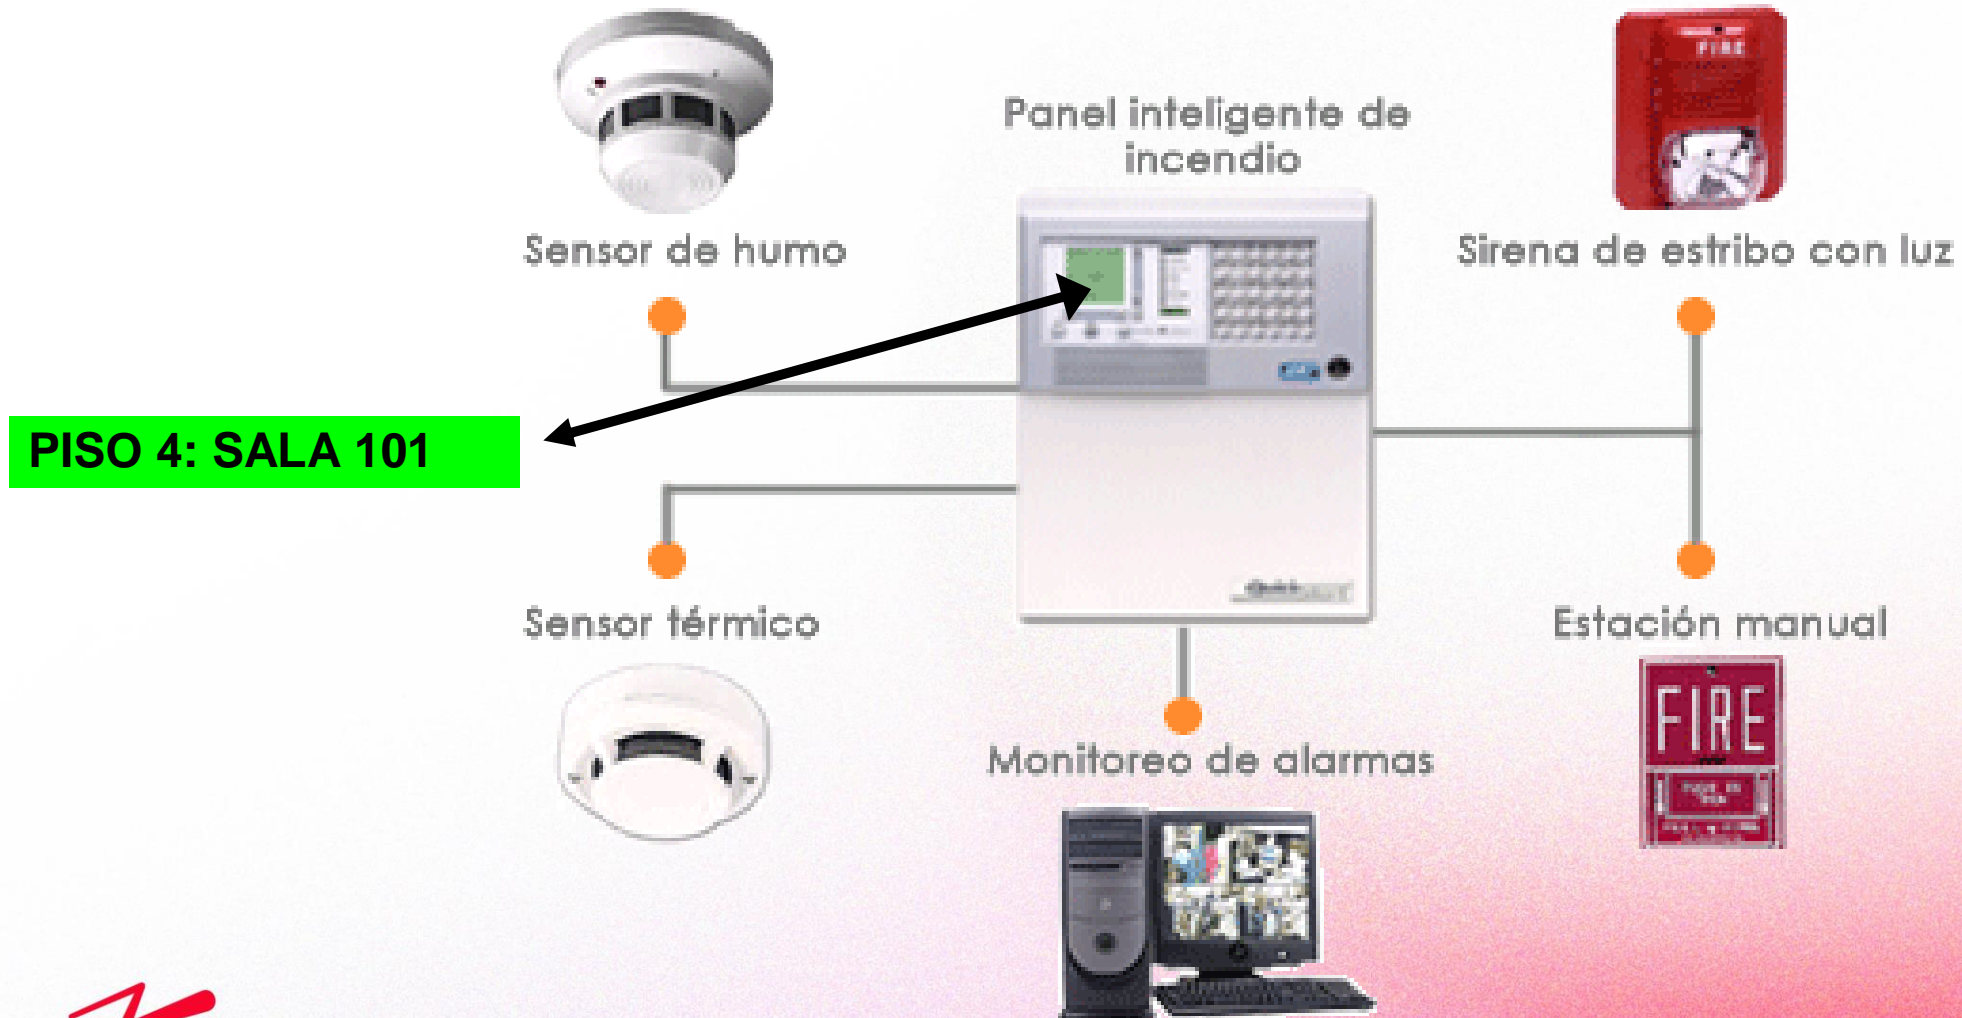 Panel inteligente de
incendio
FIRE
Sensor de humo
Sirena de estribo con luz
PISO 4: SALA 101
Sensor térmico
Estación manual
FIRE
Monitoreo de alarmas